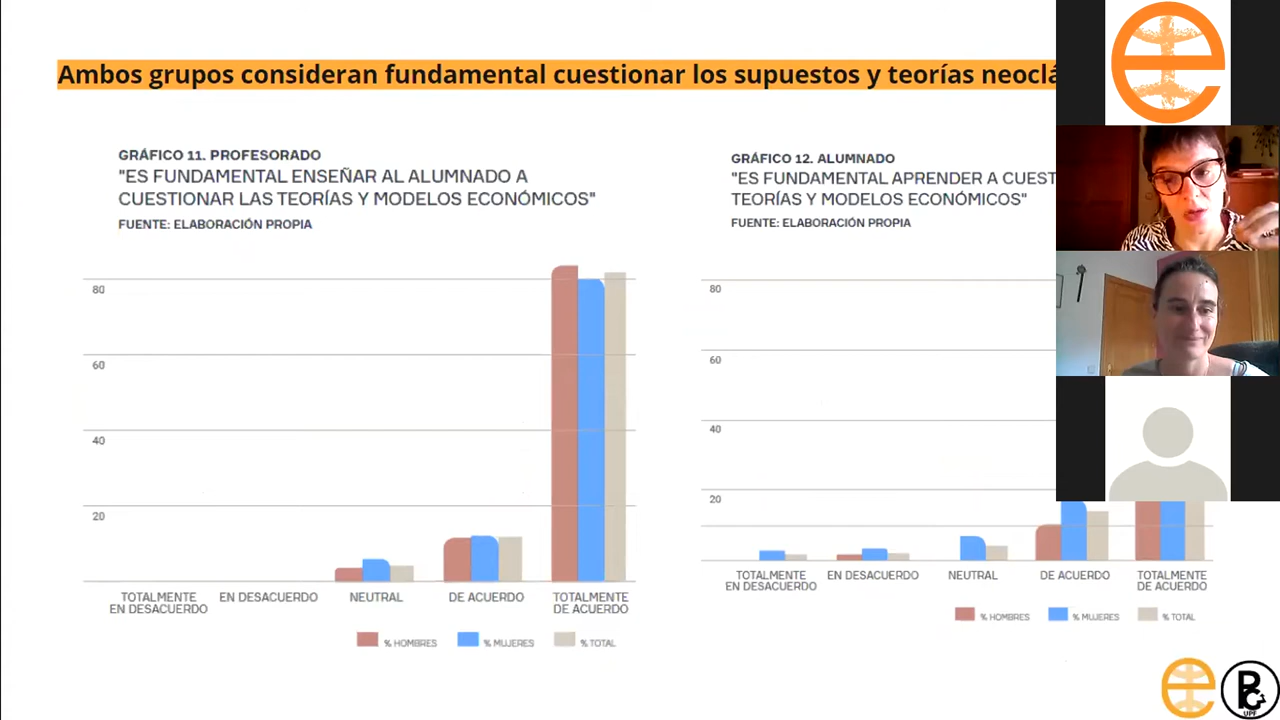 Ambos grupos consideran fundamental cuestionar los supuestos y teorías
GRÁFICO 11. PROFESORADO
"ES FUNDAMENTAL ENSEÑAR AL ALUMNADO A
CUESTIONAR LAS TEORÍAS Y MODELOS ECONÓMICOS"
FUENTE: ELABORACIÓN PROPIA
80
60
40
20
TOTALMENTE
EN DESACUERDO
EN DESACUERDO
NEUTRAL
DE ACUERDO
TOTALMENTE
DE ACUERDO
% HOMBRES
% MUJERES
% TOTAL
GRÁFICO 12. ALUMNADO
"ES FUNDAMENTAL APRENDER A
TEORÍAS Y MODELOS ECONÓMICOS"
FUENTE: ELABORACIÓN PROPIA
80
60
40
20
TOTALMENTE
EN DESACUERDO
EN DESACUERDO
NEUTRAL
DE ACUERDO
TOTALMENTE
DE ACUERDO
% HOMBRES
% MUJERES
% TOTAL
UPF